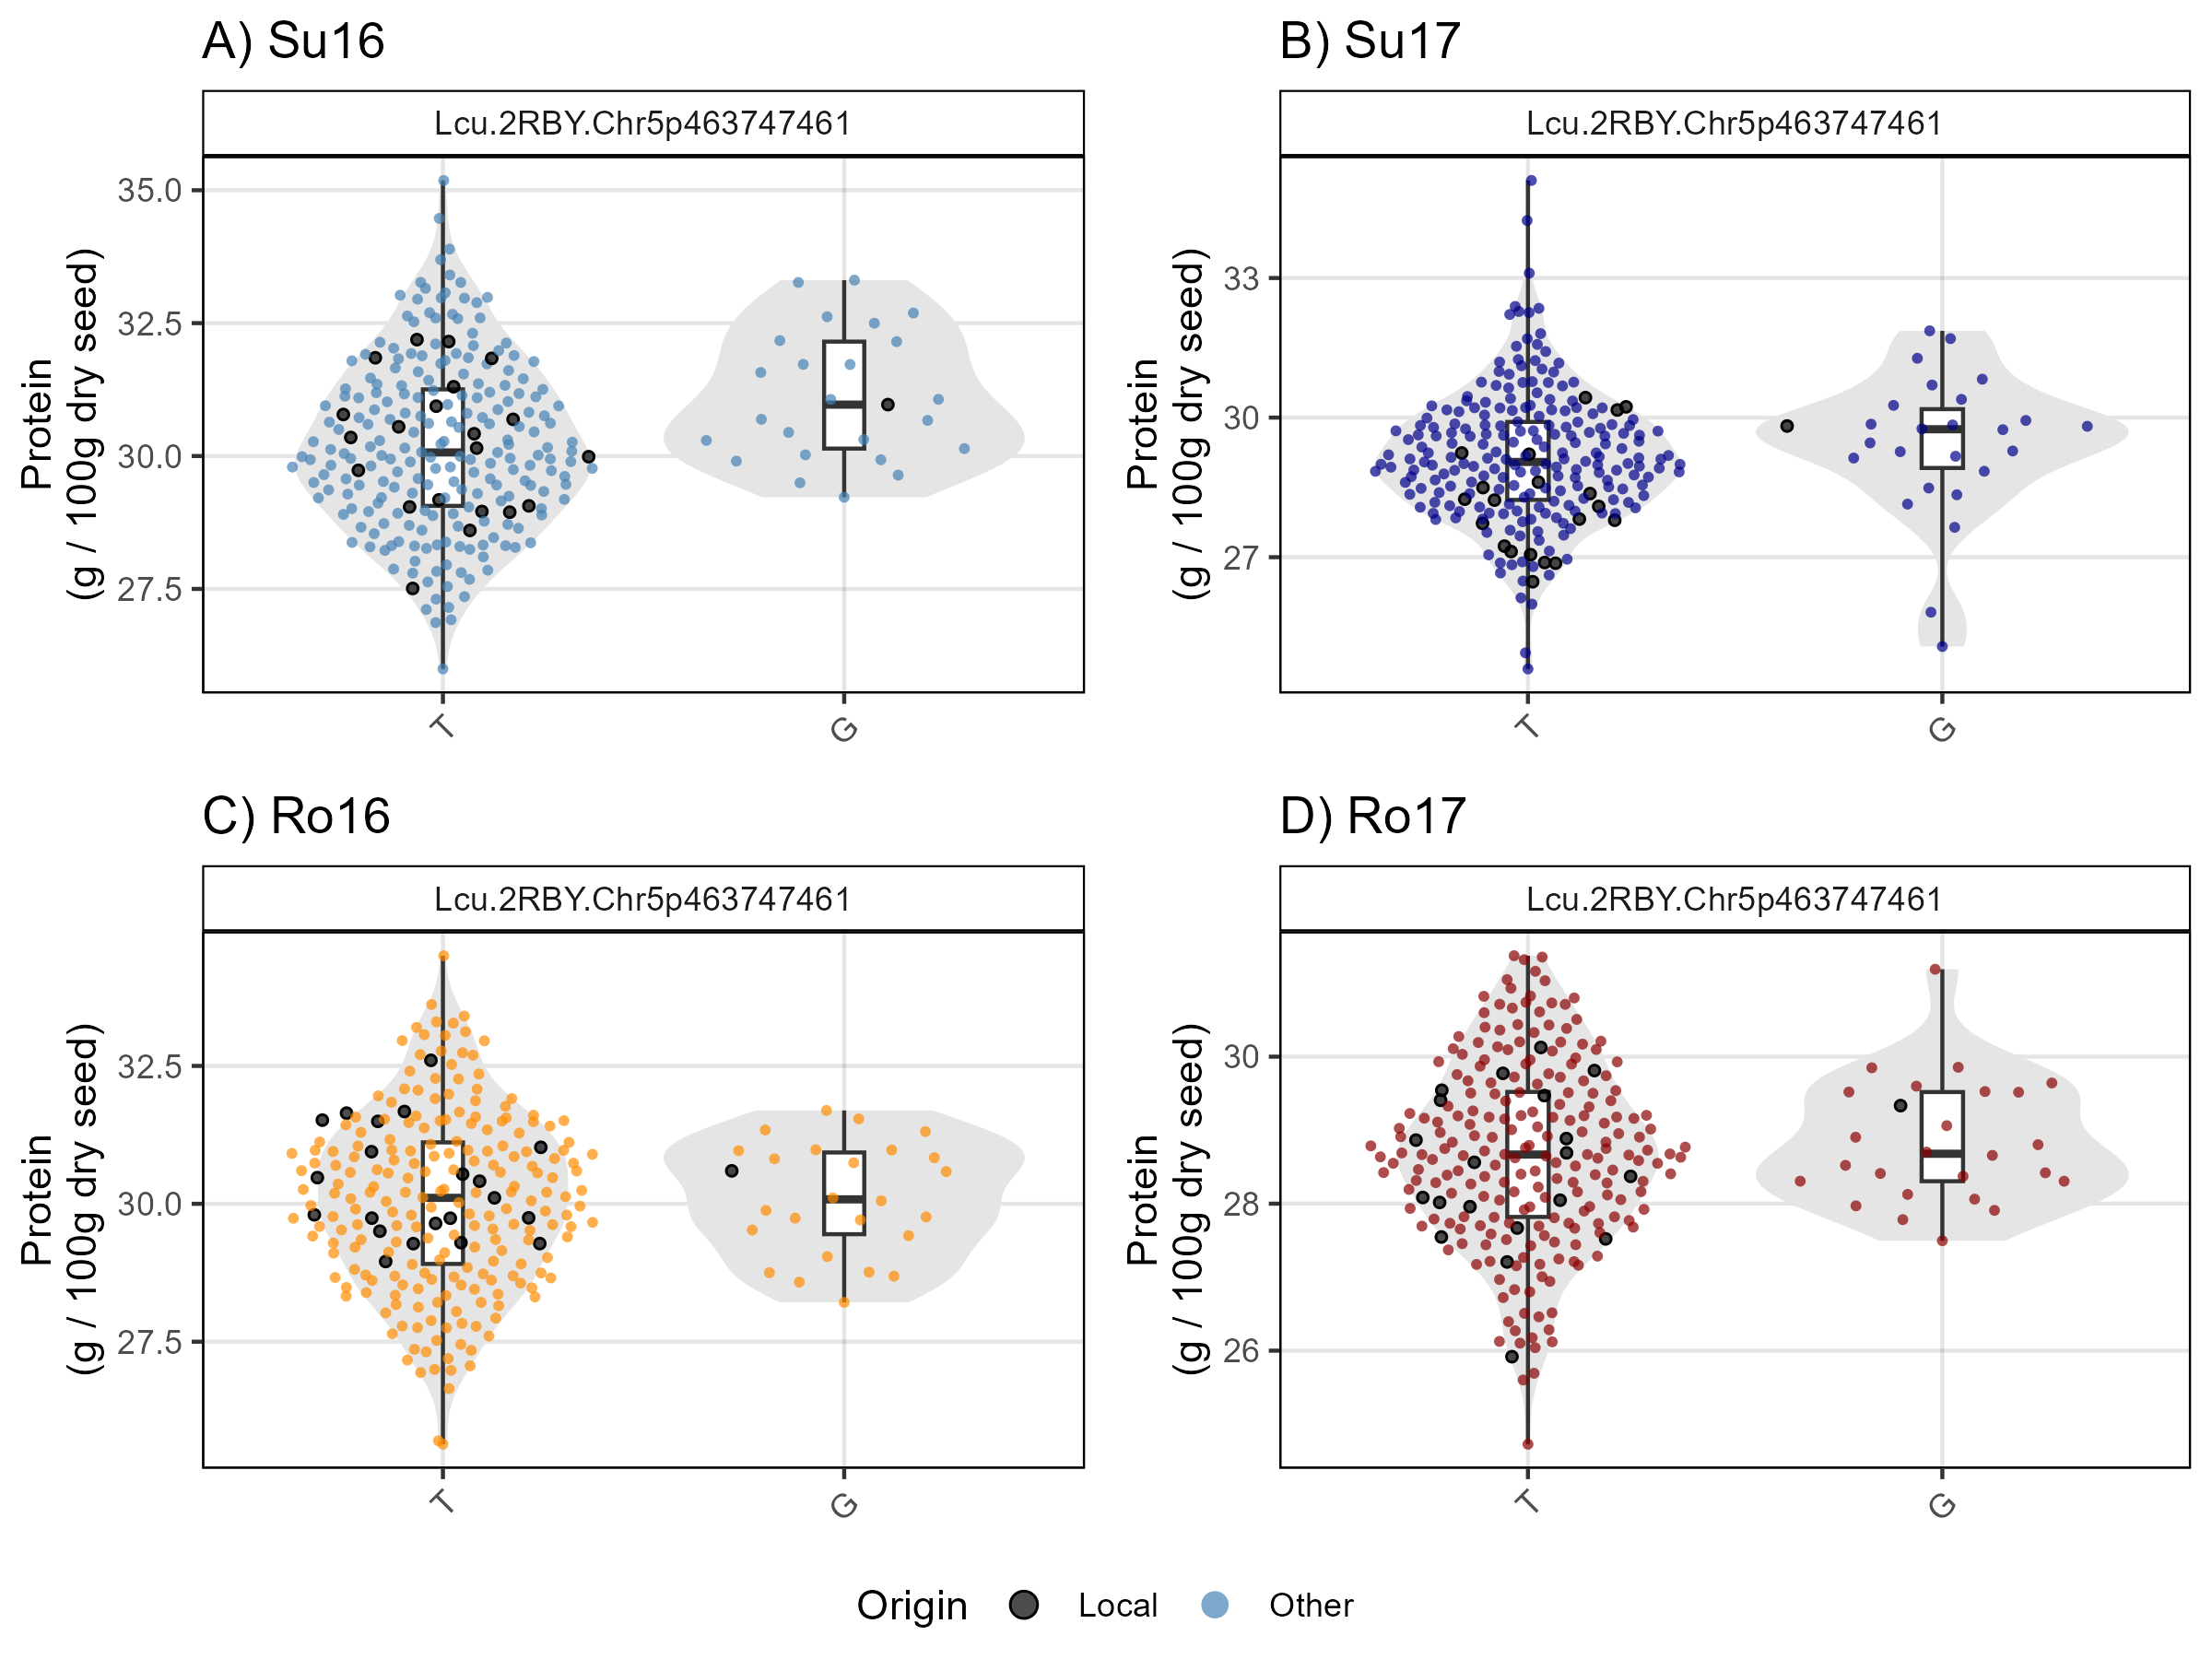 A) Su16
Lcu.2RBY.Chr5p463747461
Protein
(g / 100g dry seed)
35.0
32.5
30.0
27.5
T
G
B) Su17
Lcu.2RBY.Chr5p463747461
Protein
(g / 100g dry seed)
33
30
27
T
G
C) Ro16
Lcu.2RBY.Chr5p463747461
Protein
(g / 100g dry seed)
32.5
30.0
27.5
T
G
D) Ro17
Lcu.2RBY.Chr5p463747461
Protein
(g / 100g dry seed)
30
28
26
T
G
Origin Local Other